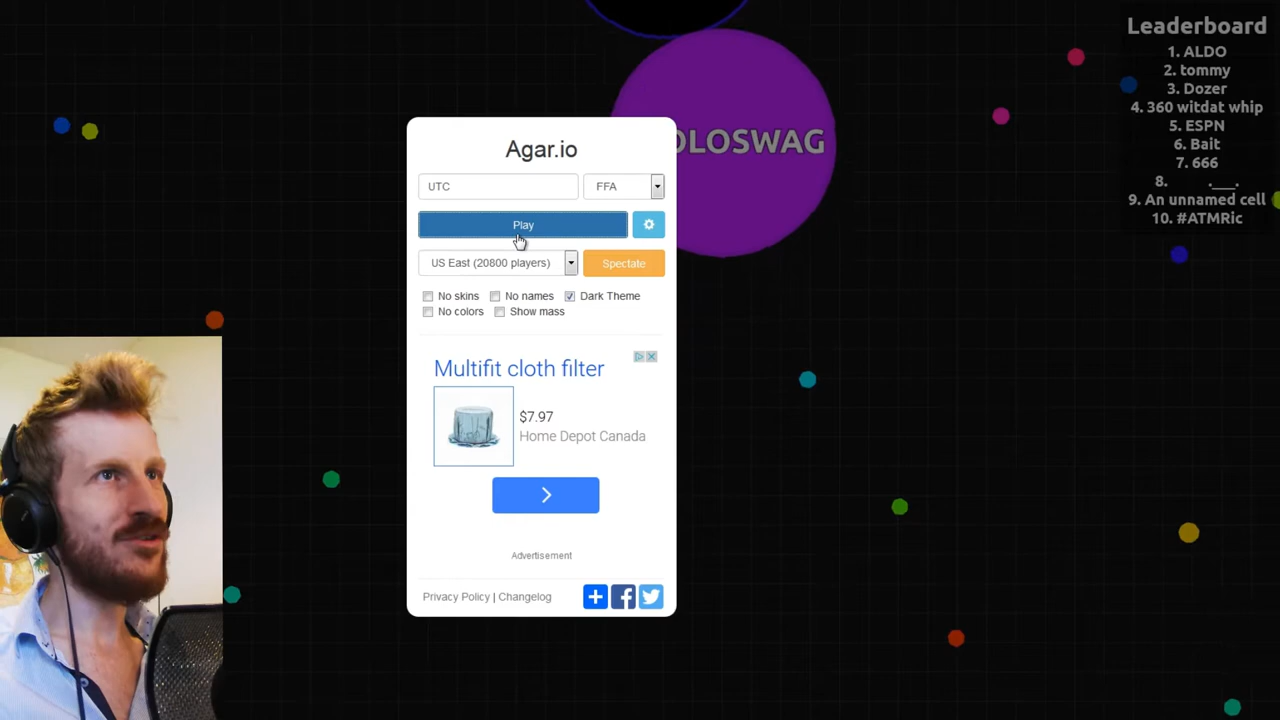 Leaderboard
1. ALDO
2. tommy
3. Dozer
4. 360 witdat whip
5. ESPN
6. Bait
7. 666
8. .___.
9. An unnamed cell
10. #ATMRic
OLOSWAG
Agar.io
UTC
FFA
Play
US East (20800 players)
Spectate
No skins
No names
Dark Theme
No colors
Show mass
Multifit cloth filter
$7.97
Home Depot Canada
Advertisement
Privacy Policy | Changelog